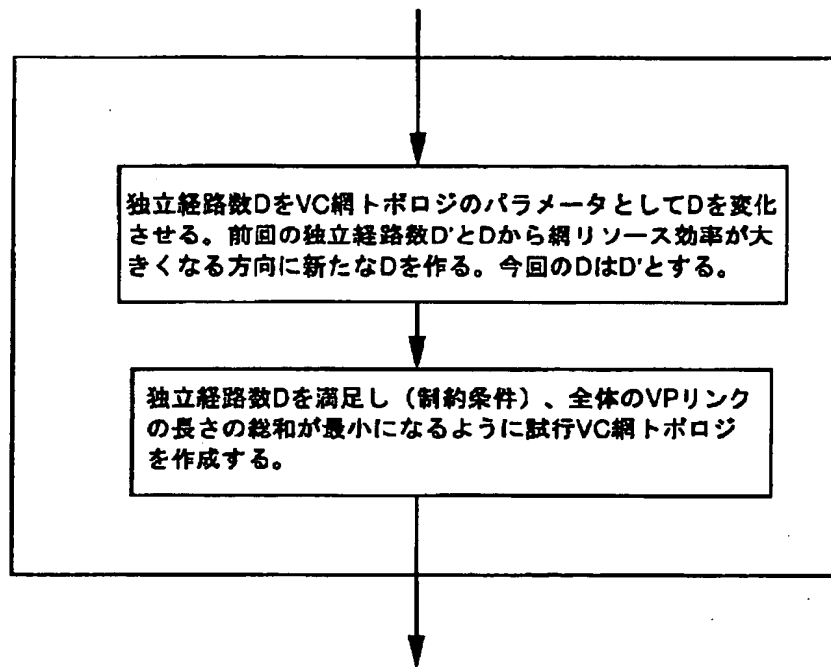 独立経路数DをVC網トポロジのパラメータとしてDを変化
させる。前回の独立経路数D'とDから網リソース効率が大
きくなる方向に新たなDを作る。今回のDはD'とする。
独立経路数Dを満足し（制約条件）、全体のVPリンク
の長さの総和が最小になるように試行VC網トポロジ
を作成する。